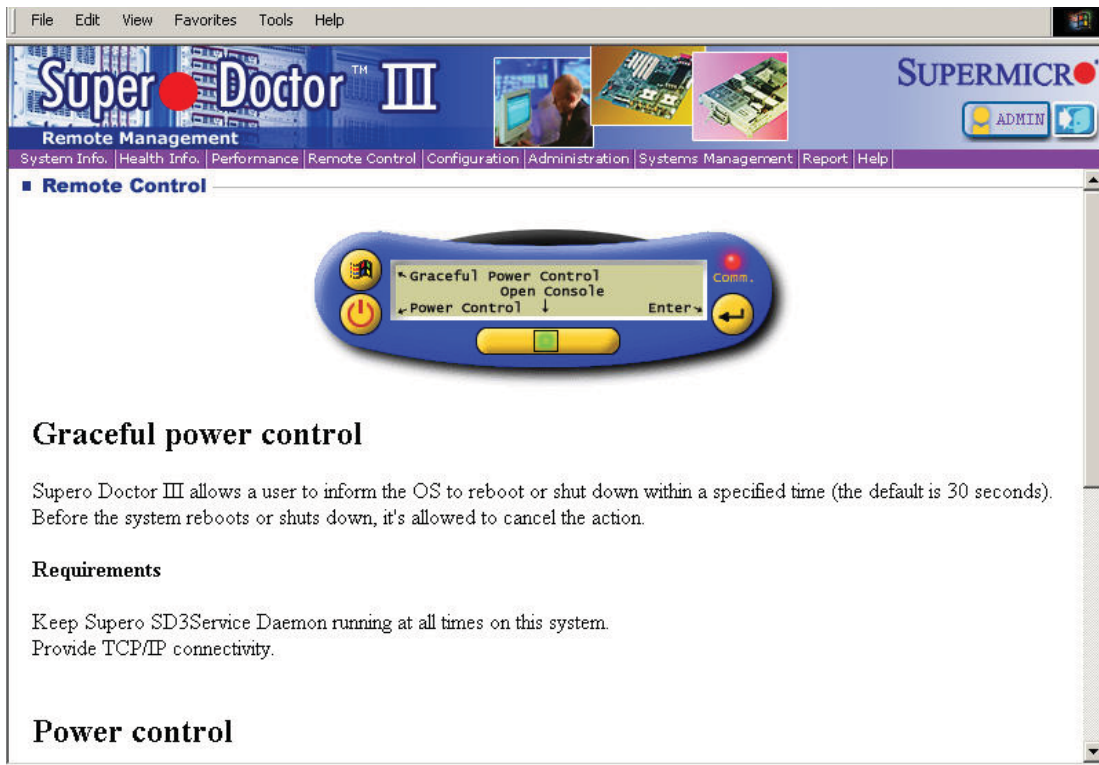 File Edit View Favorites Tools Help
Super Doctor™ III
SUPERMICR
Remote Management
ADMIN
System Info. Health Info. Performance Remote Control Configuration Administration Systems Management Report Help
Remote Control
Graceful Power Control
Open Console
Power Control ↓ Enter
Comm.
Graceful power control
Supero Doctor III allows a user to inform the OS to reboot or shut down within a specified time (the default is 30 seconds).
Before the system reboots or shuts down, it's allowed to cancel the action.
Requirements
Keep Supero SD3Service Daemon running at all times on this system.
Provide TCP/IP connectivity.
Power control